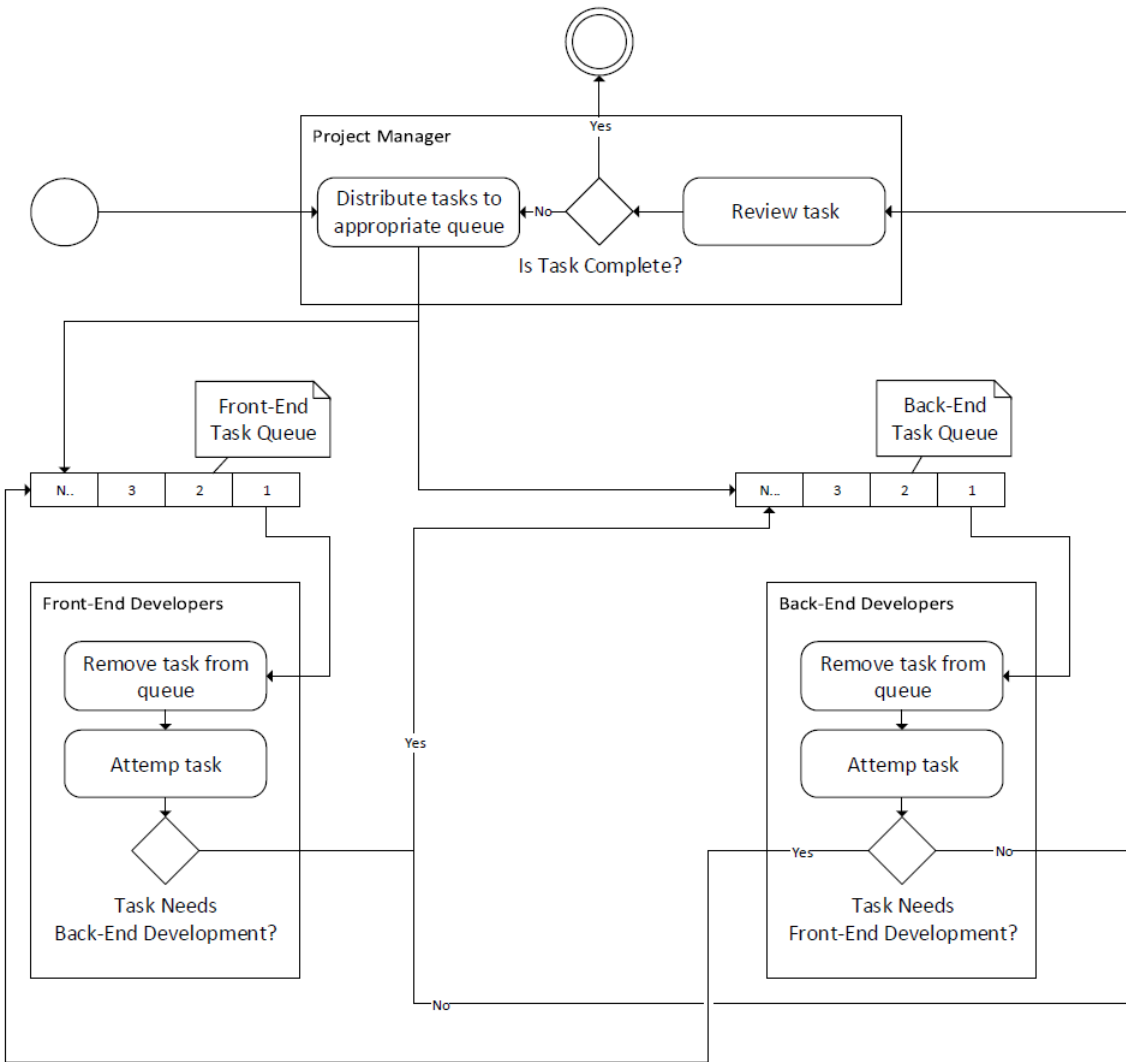 Yes
Project Manager
Distribute tasks to
appropriate queue
No
Review task
Is Task Complete?
Front-End
Task Queue
Back-End
Task Queue
N..
3
2
1
N...
3
2
1
Front-End Developers
Remove task from
queue
Attemp task
Task Needs
Back-End Development?
Yes
No
Back-End Developers
Remove task from
queue
Attemp task
Yes
No
Task Needs
Front-End Development?